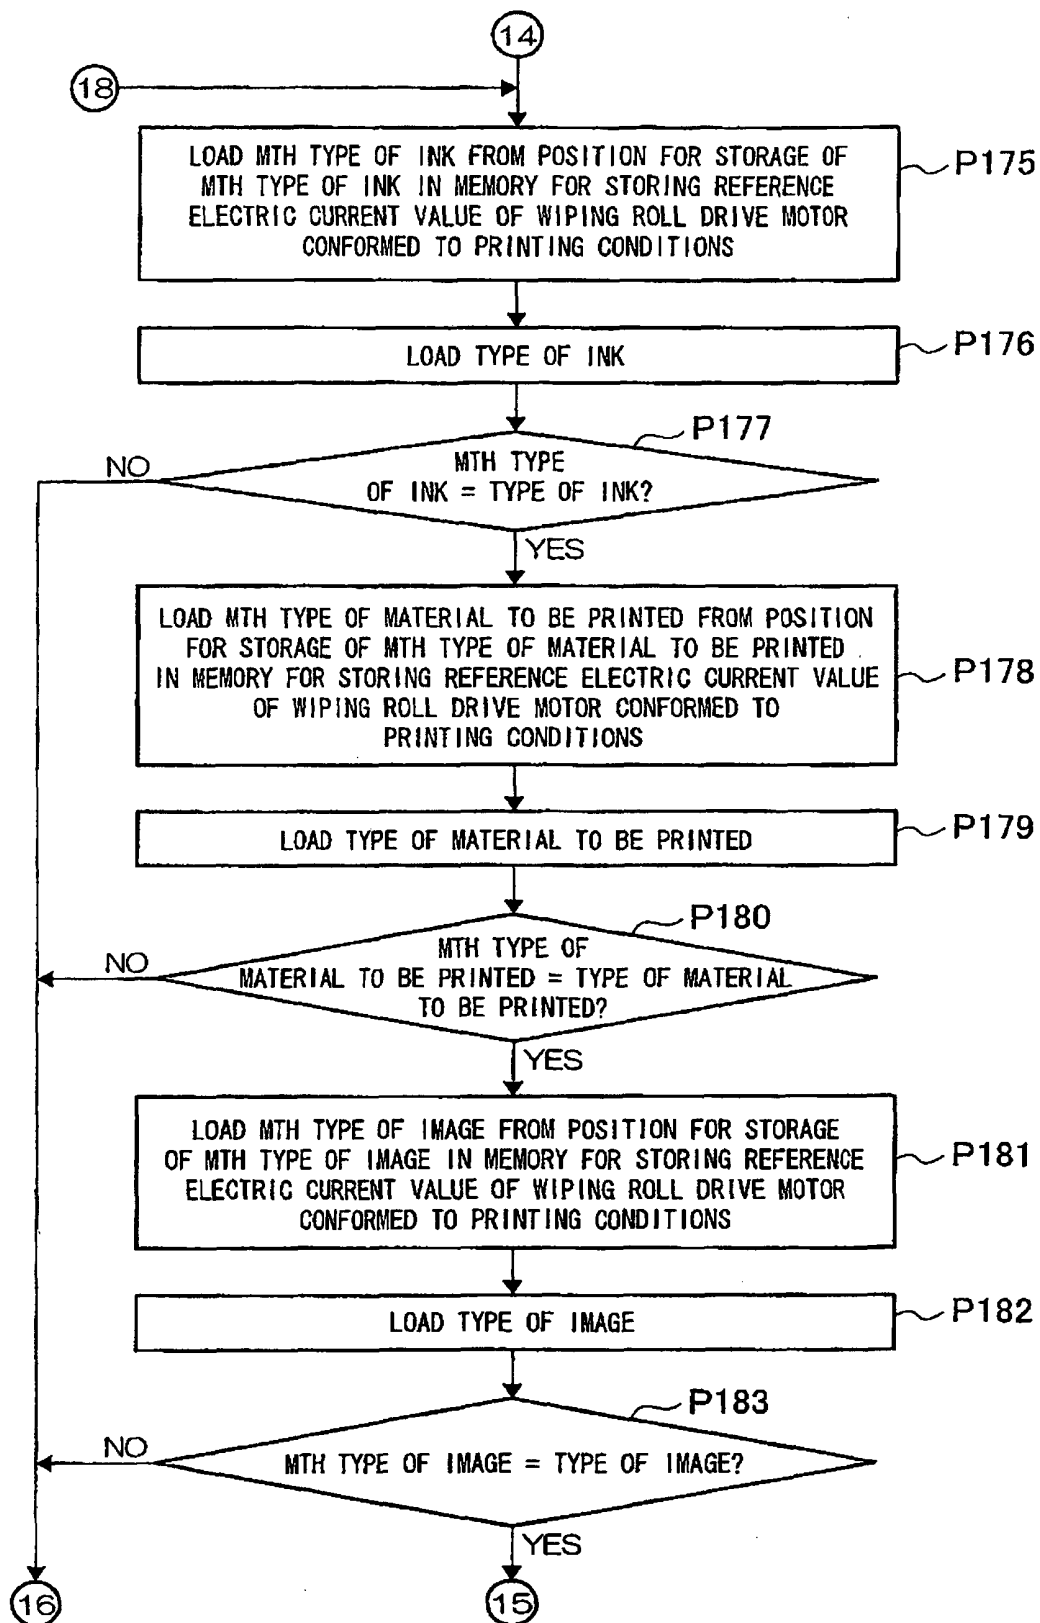 14
18
LOAD MTH TYPE OF INK FROM POSITION FOR STORAGE OF
MTH TYPE OF INK IN MEMORY FOR STORING REFERENCE
ELECTRIC CURRENT VALUE OF WIPING ROLL DRIVE MOTOR
CONFORMED TO PRINTING CONDITIONS
P175
LOAD TYPE OF INK
P176
P177
NO
MTH TYPE
OF INK = TYPE OF INK?
YES
LOAD MTH TYPE OF MATERIAL TO BE PRINTED FROM POSITION
FOR STORAGE OF MTH TYPE OF MATERIAL TO BE PRINTED
IN MEMORY FOR STORING REFERENCE ELECTRIC CURRENT VALUE
OF WIPING ROLL DRIVE MOTOR CONFORMED TO
PRINTING CONDITIONS
P178
LOAD TYPE OF MATERIAL TO BE PRINTED
P179
P180
NO
MTH TYPE OF
MATERIAL TO BE PRINTED = TYPE OF MATERIAL
TO BE PRINTED?
YES
LOAD MTH TYPE OF IMAGE FROM POSITION FOR STORAGE
OF MTH TYPE OF IMAGE IN MEMORY FOR STORING REFERENCE
ELECTRIC CURRENT VALUE OF WIPING ROLL DRIVE MOTOR
CONFORMED TO PRINTING CONDITIONS
P181
LOAD TYPE OF IMAGE
P182
P183
NO
MTH TYPE OF IMAGE = TYPE OF IMAGE?
YES
16
15